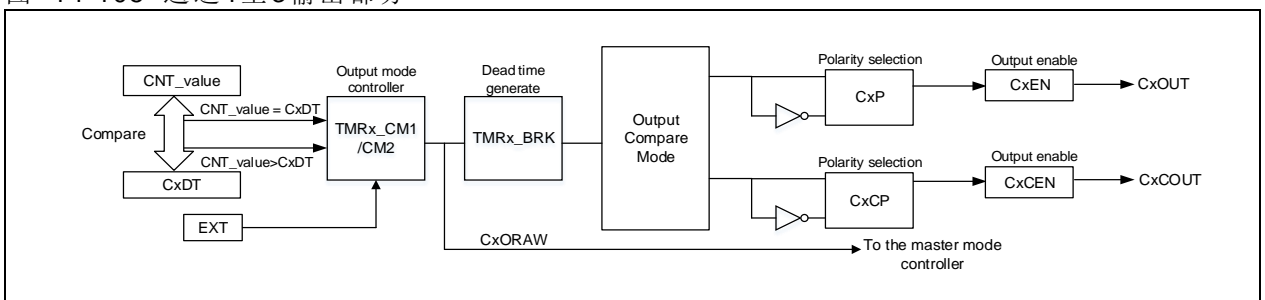 CNT_value
Compare
CxDT
EXT
CNT_value = CxDT
CNT_value>CxDT
Output mode
controller
TMRx_CM1
/CM2
Dead time
generate
TMRx_BRK
CxORAW
Output
Compare
Mode
Polarity selection
CxP
Output enable
CxEN
CxOUT
Polarity selection
CxCP
Output enable
CxCEN
CxCOUT
To the master mode
controller